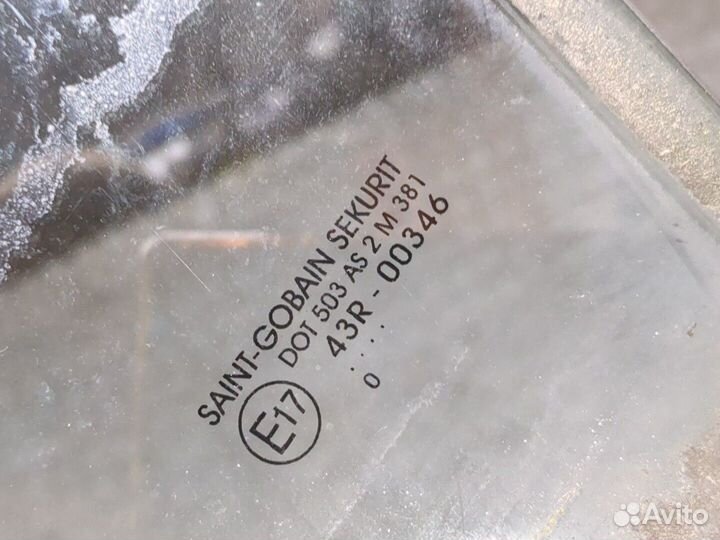 SAINT-GOBAIN SEKURIT
DOT 503 AS 2 M 381
43R - 00346
E17
. . . .
0
Avito